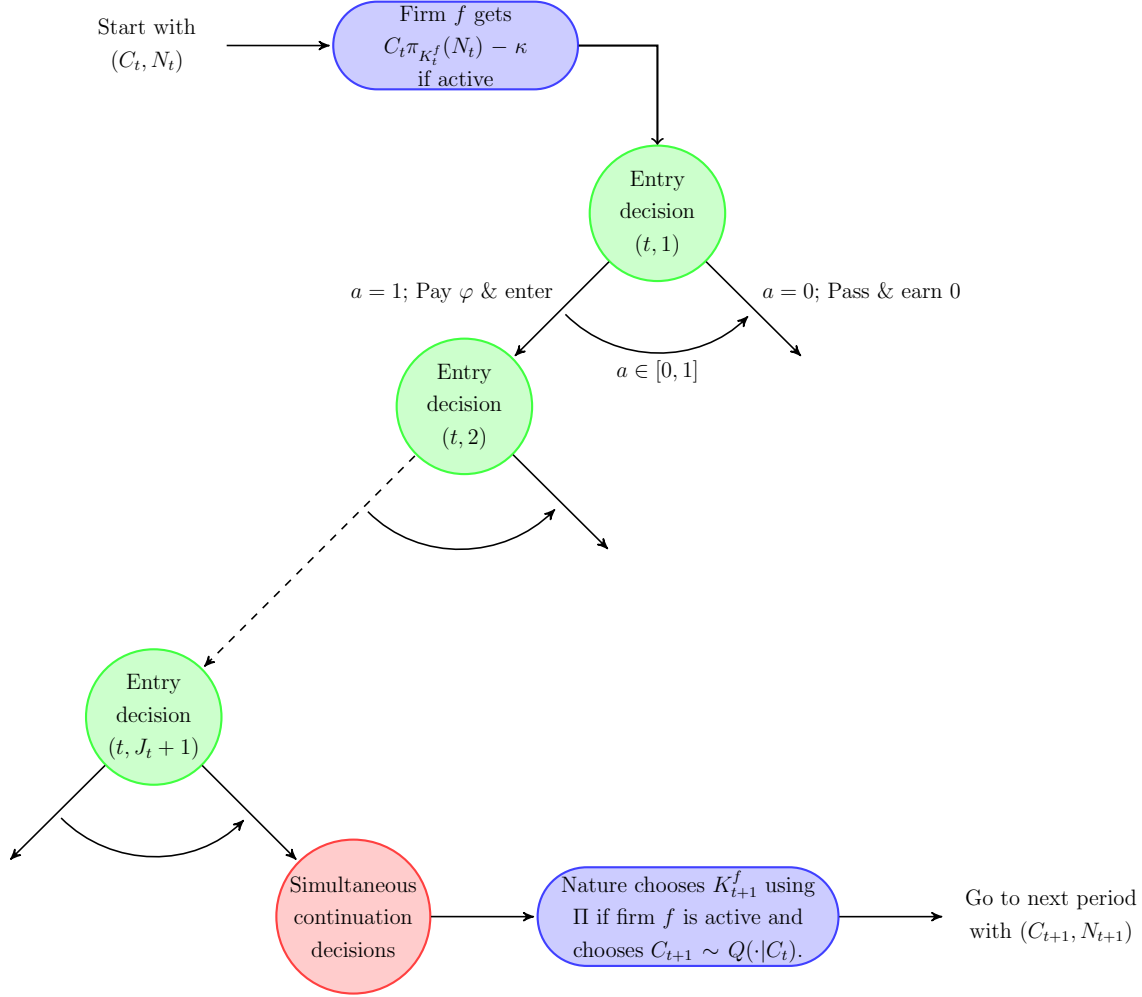 Start with
(C_t, N_t)
Firm f gets
C_tπ_{K_t^f}(N_t) − κ
if active
Entry
decision
(t, 1)
a = 1; Pay φ & enter
a = 0; Pass & earn 0
a ∈ [0, 1]
Entry
decision
(t, 2)
Entry
decision
(t, J_t + 1)
Simultaneous
continuation
decisions
Nature chooses K_{t+1}^f using
Π if firm f is active and
chooses C_{t+1} ∼ Q(·|C_t).
Go to next period
with (C_{t+1}, N_{t+1})